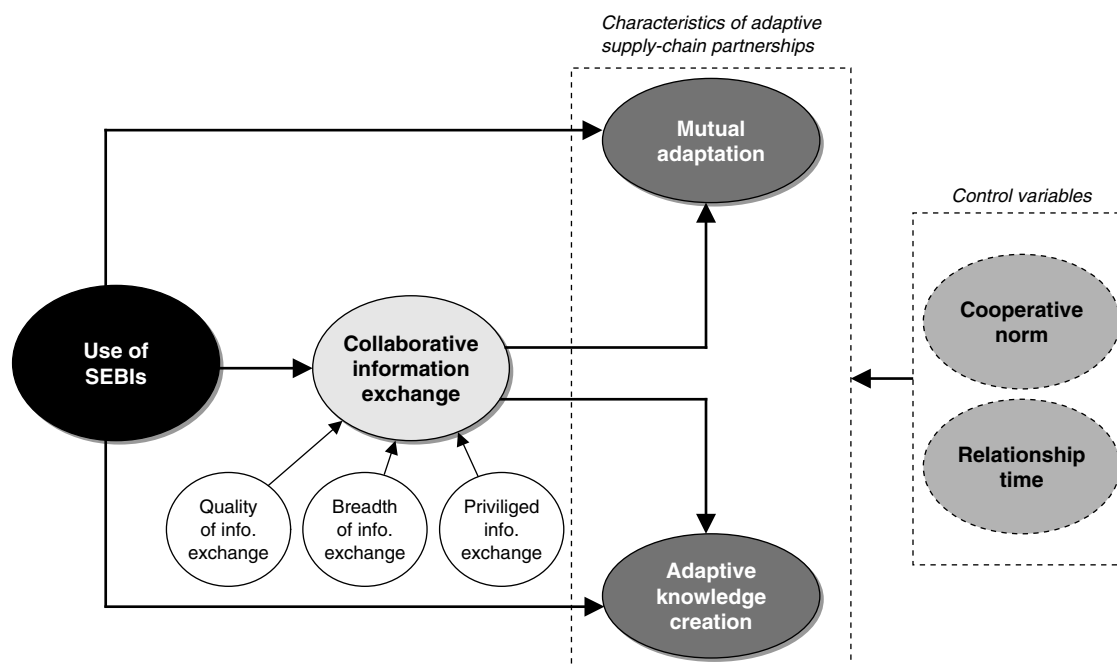 Characteristics of adaptive
supply-chain partnerships
Mutual
adaptation
Control variables
Cooperative
norm
Relationship
time
Use of
SEBIs
Collaborative
information
exchange
Quality
of info.
exchange
Breadth
of info.
exchange
Priviliged
info.
exchange
Adaptive
knowledge
creation